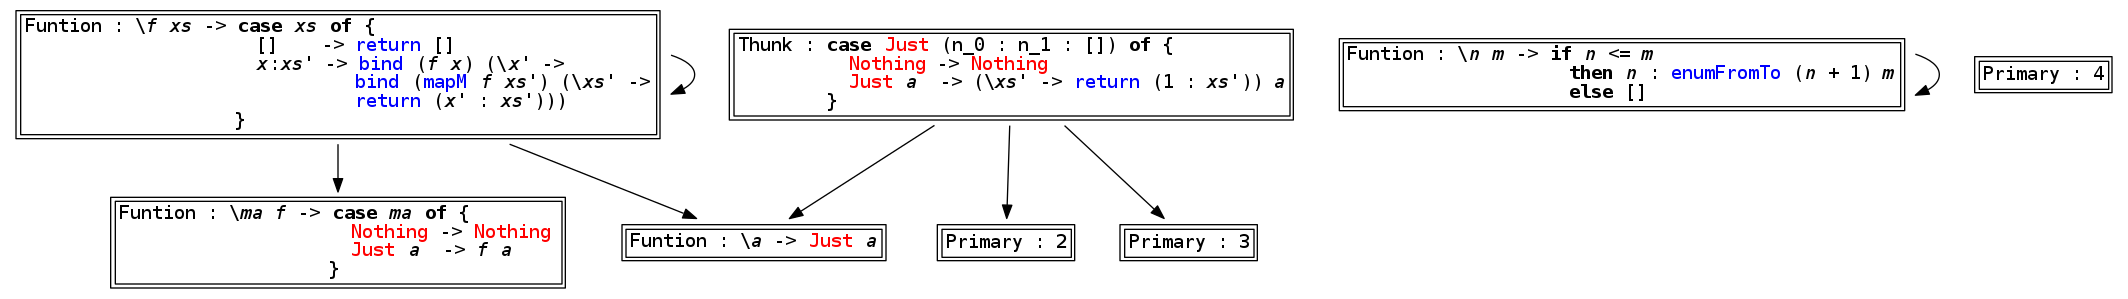 Funtion : \f xs -> case xs of {
[]    -> return []
x:xs' -> bind (f x) (\x' ->
bind (mapM f xs') (\xs' ->
return (x' : xs')))
}
Thunk : case Just (n_0 : n_1 : []) of {
Nothing -> Nothing
Just a  -> (\xs' -> return (1 : xs')) a
}
Funtion : \n m -> if n <= m
then n : enumFromTo (n + 1) m
else []
Primary : 4
Funtion : \ma f -> case ma of {
Nothing -> Nothing
Just a  -> f a
}
Funtion : \a -> Just a
Primary : 2
Primary : 3